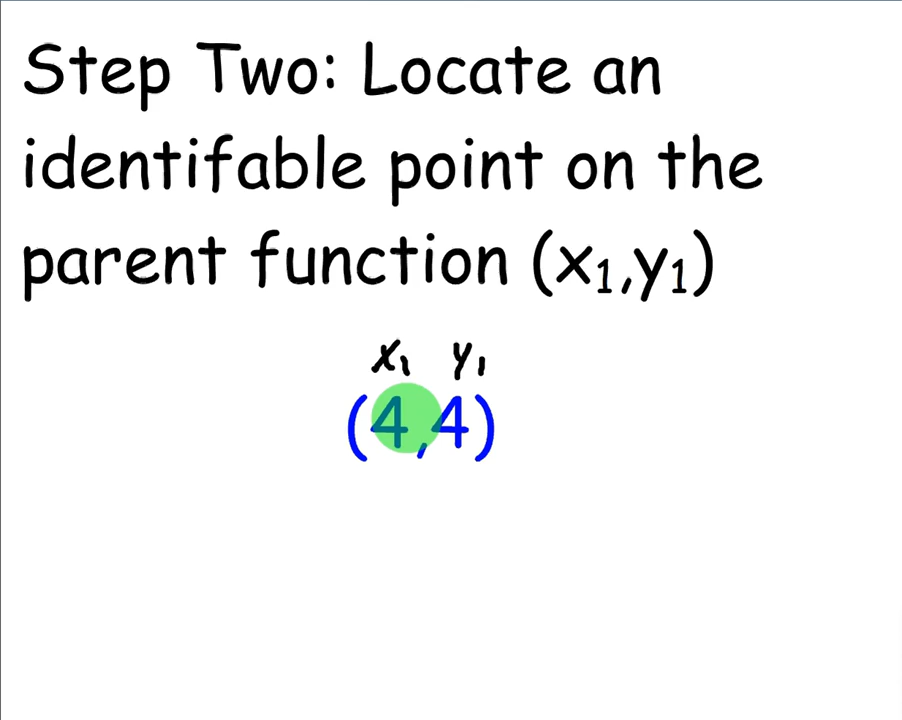 Step Two: Locate an
identifable point on the
parent function (x₁,y₁)
x₁ y₁
(4,4)